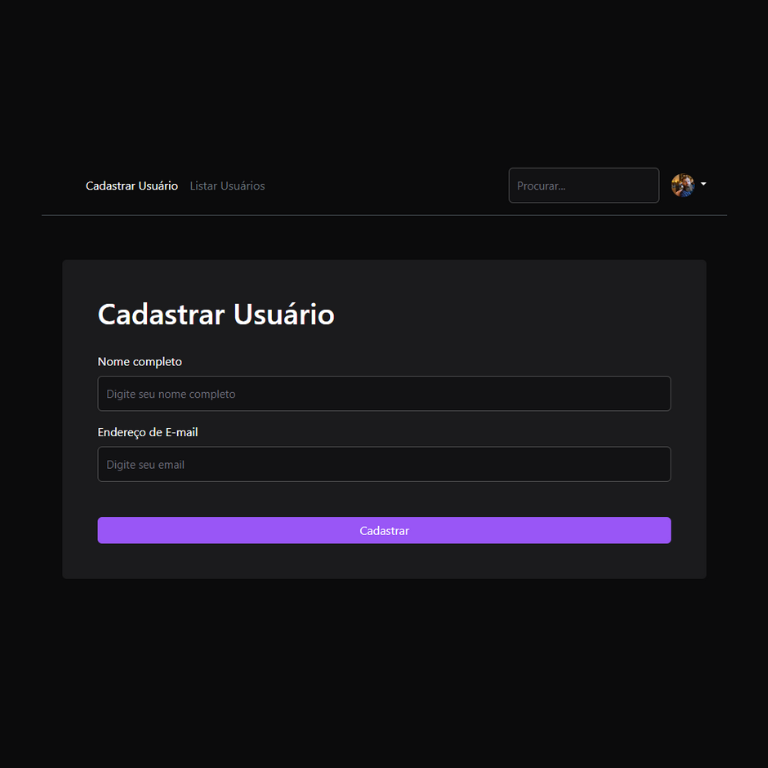 Cadastrar Usuário Listar Usuários Procurar...
Cadastrar Usuário
Nome completo
Digite seu nome completo
Endereço de E-mail
Digite seu email
Cadastrar